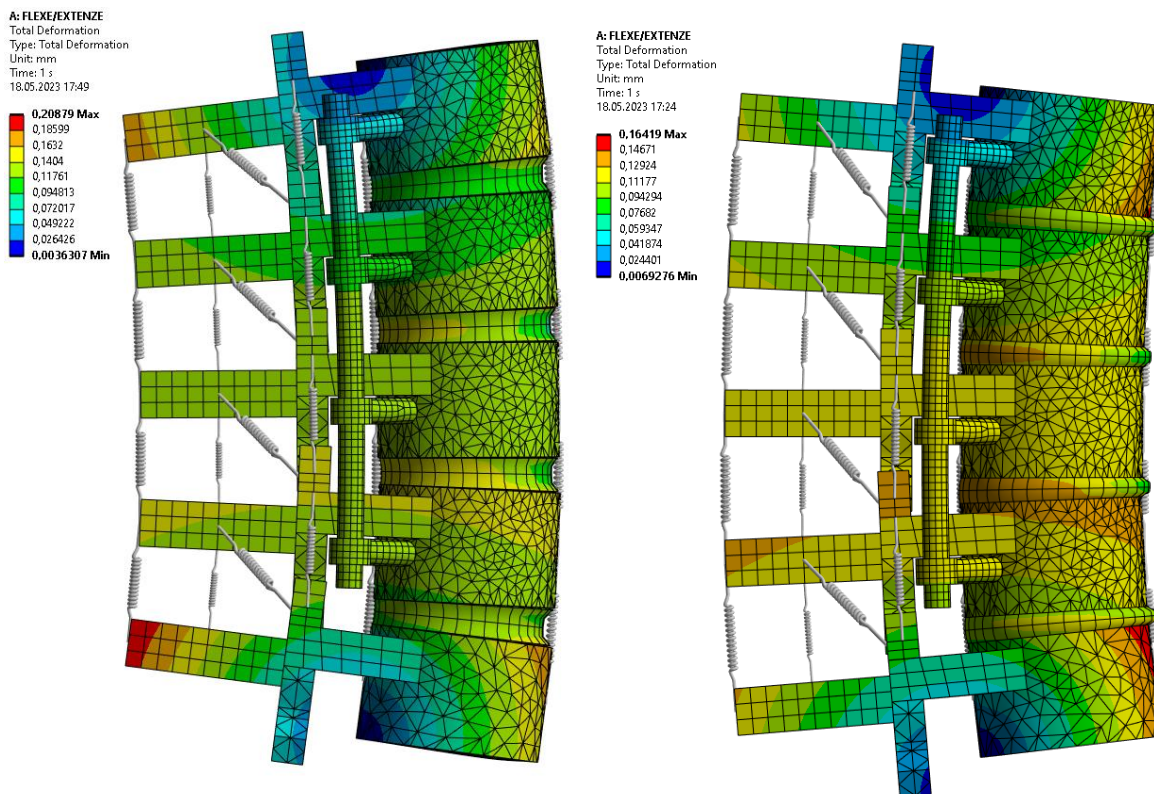 A: FLEXE/EXTENZE
Total Deformation
Type: Total Deformation
Unit: mm
Time: 1 s
18.05.2023 17:49
0,20879 Max
0,18599
0,1632
0,1404
0,11761
0,094813
0,072017
0,049222
0,026426
0,0036307 Min
A: FLEXE/EXTENZE
Total Deformation
Type: Total Deformation
Unit: mm
Time: 1 s
18.05.2023 17:24
0,16419 Max
0,14671
0,12924
0,11177
0,094294
0,07682
0,059347
0,041874
0,024401
0,0069276 Min